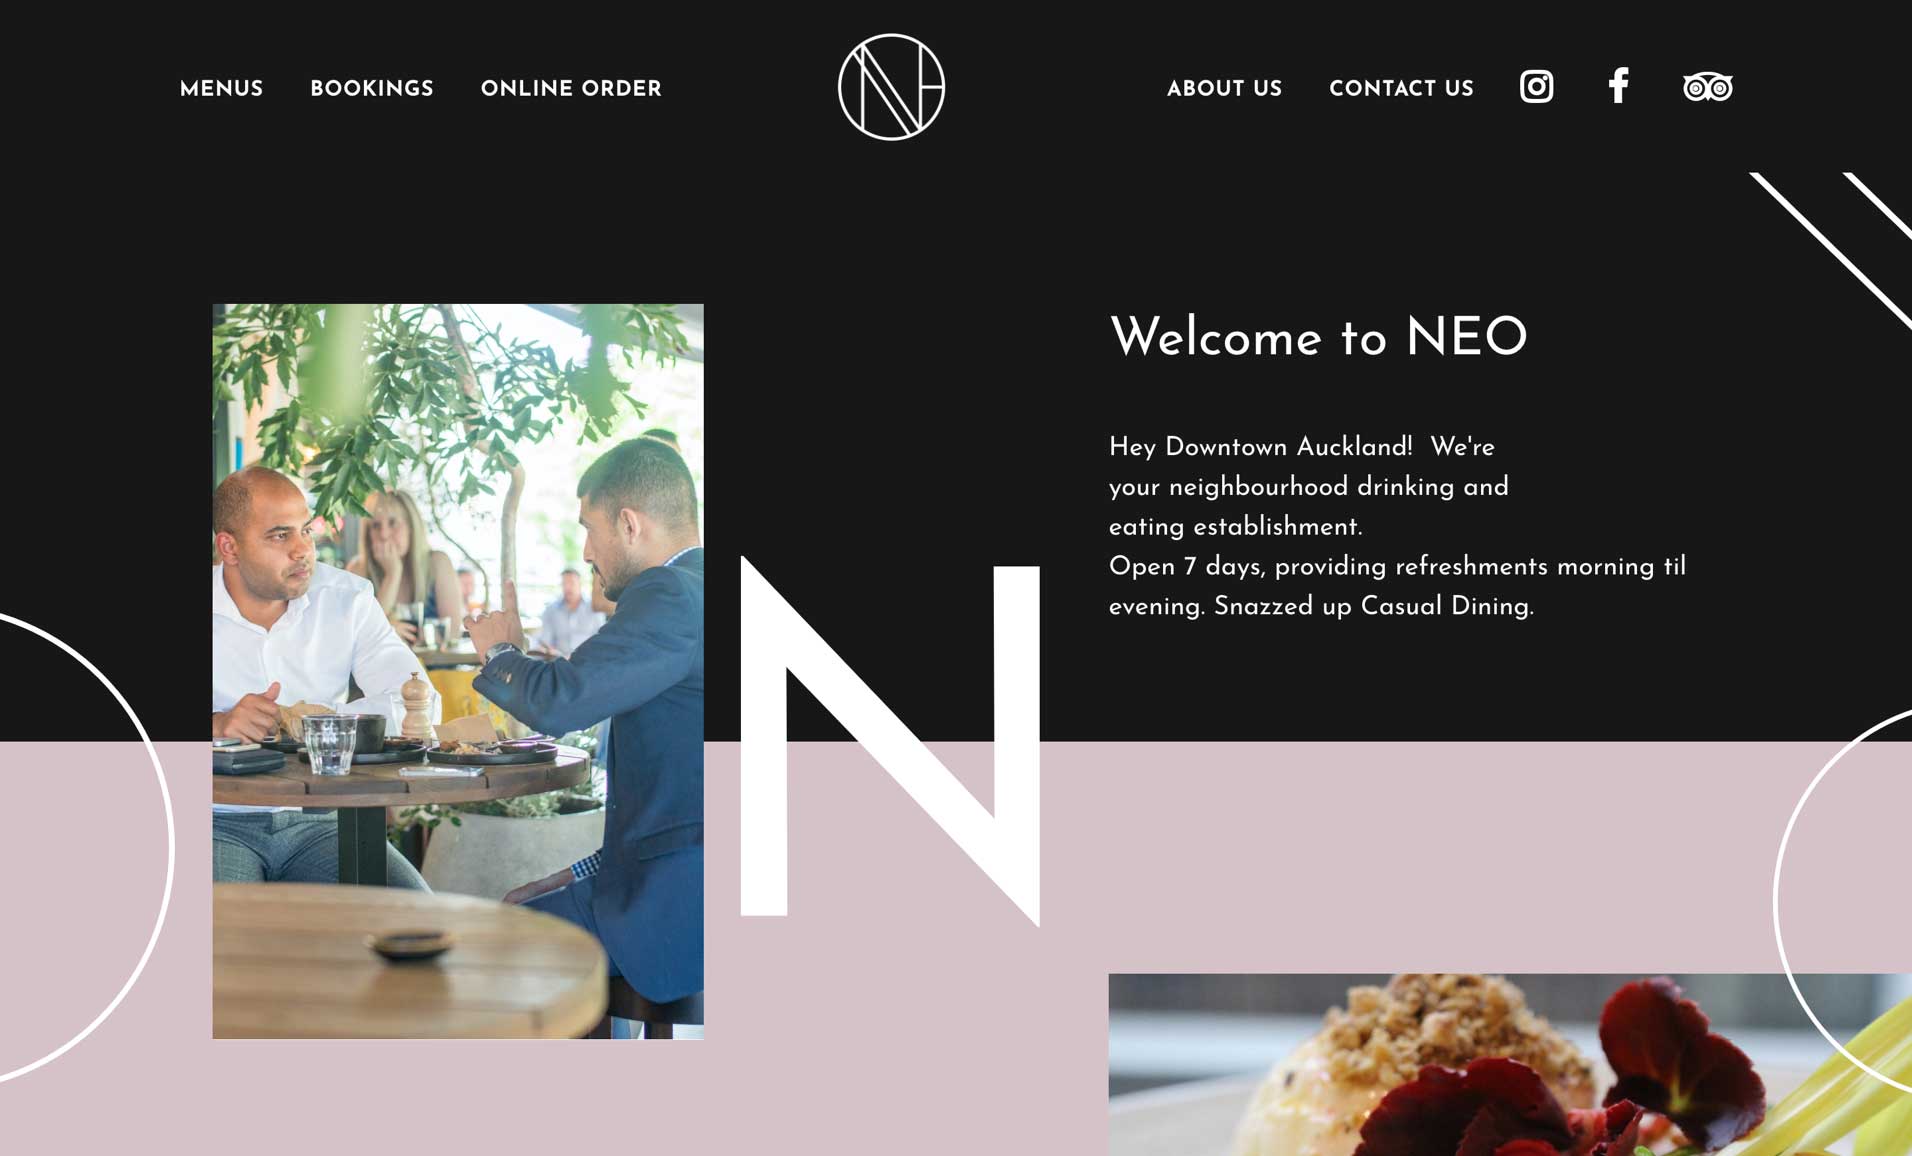 MENUS BOOKINGS ONLINE ORDER ABOUT US CONTACT US
Welcome to NEO
Hey Downtown Auckland!  We're
your neighbourhood drinking and
eating establishment.
Open 7 days, providing refreshments morning til
evening. Snazzed up Casual Dining.
N